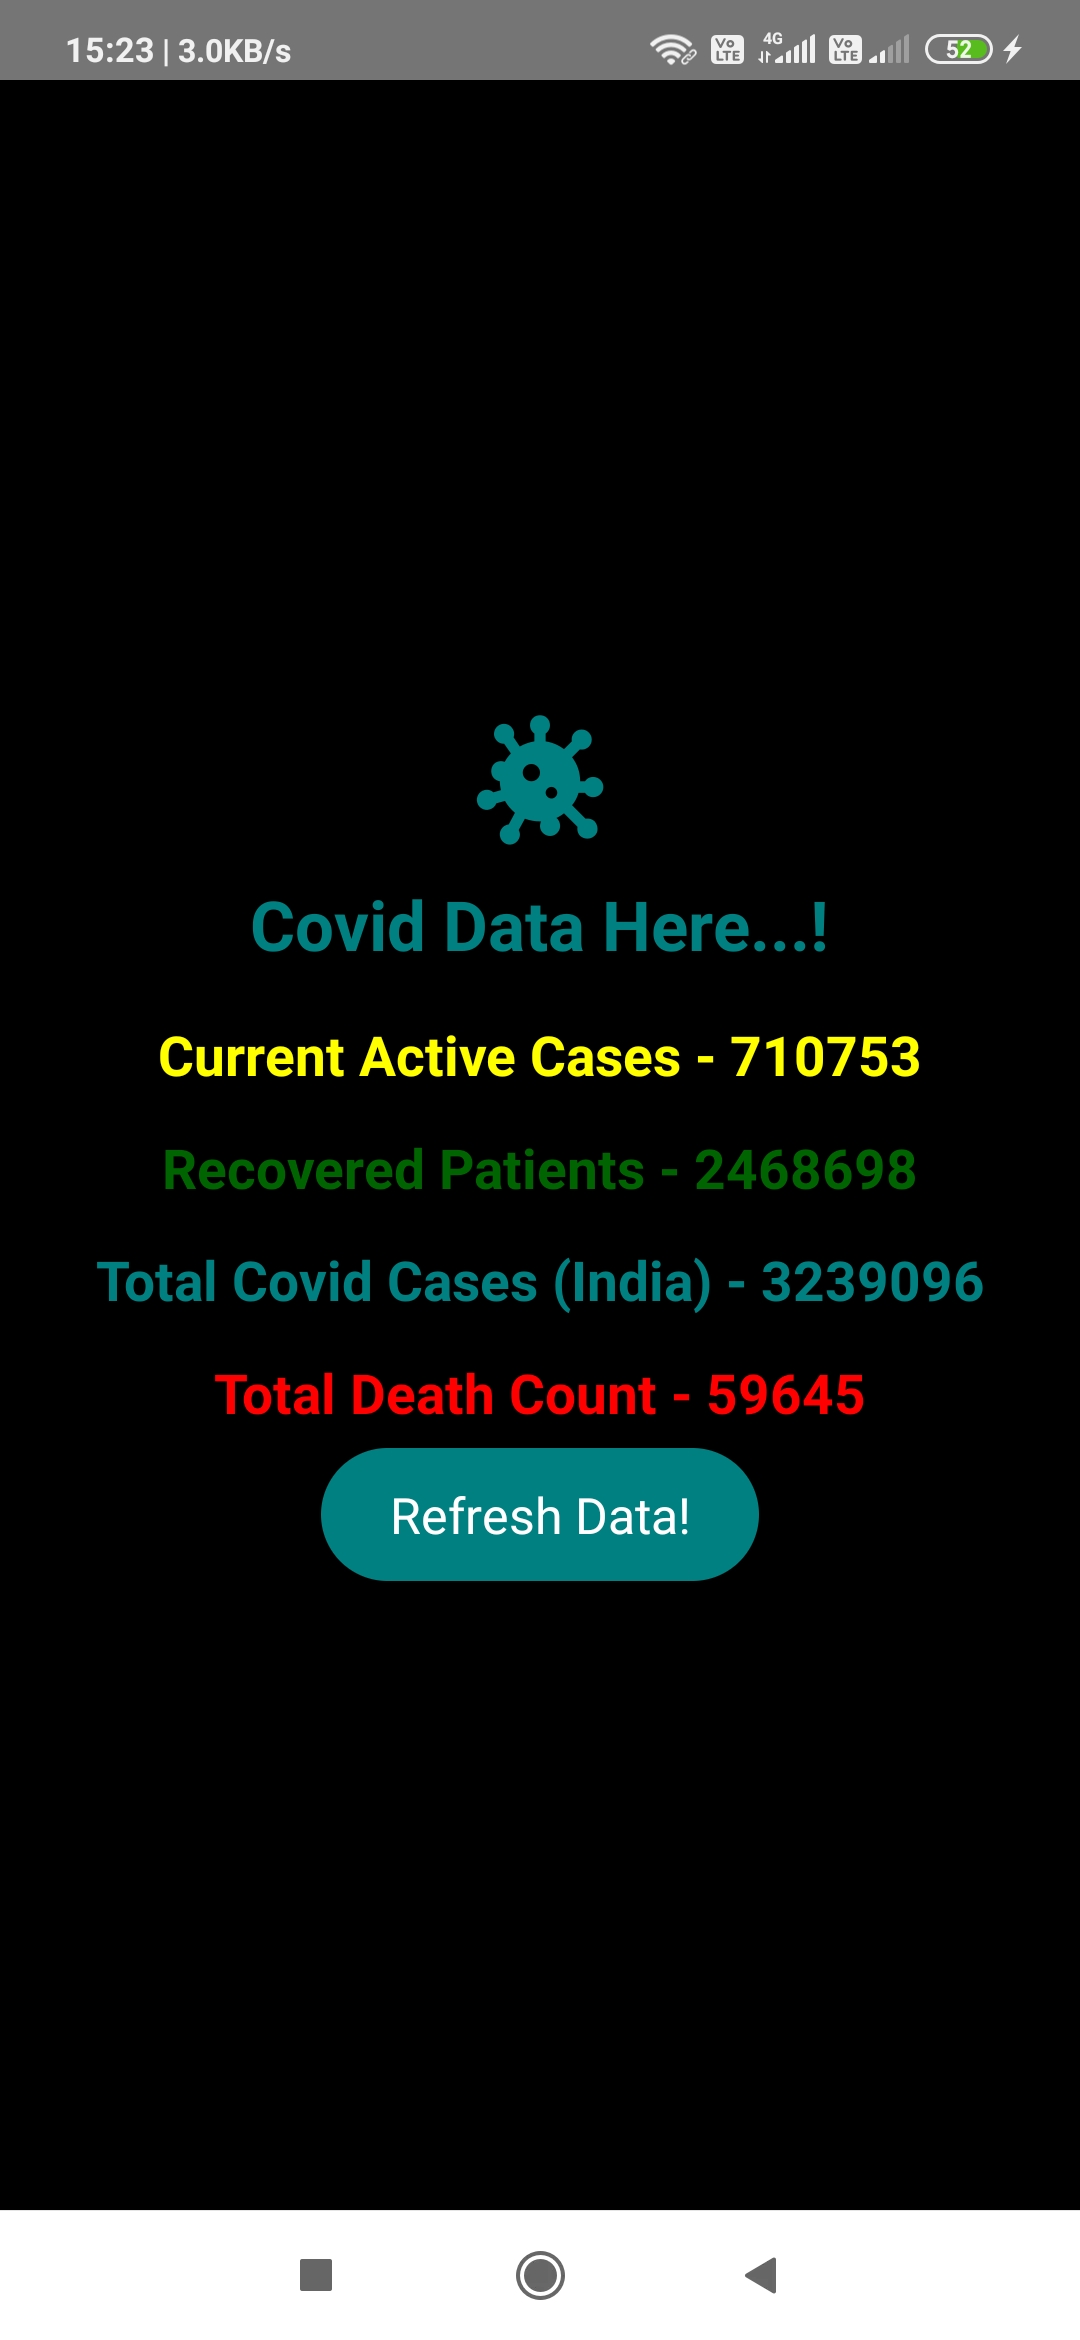 15:23 | 3.0KB/s
Vo LTE 4G Vo LTE 52
Covid Data Here...!
Current Active Cases - 710753
Recovered Patients - 2468698
Total Covid Cases (India) - 3239096
Total Death Count - 59645
Refresh Data!